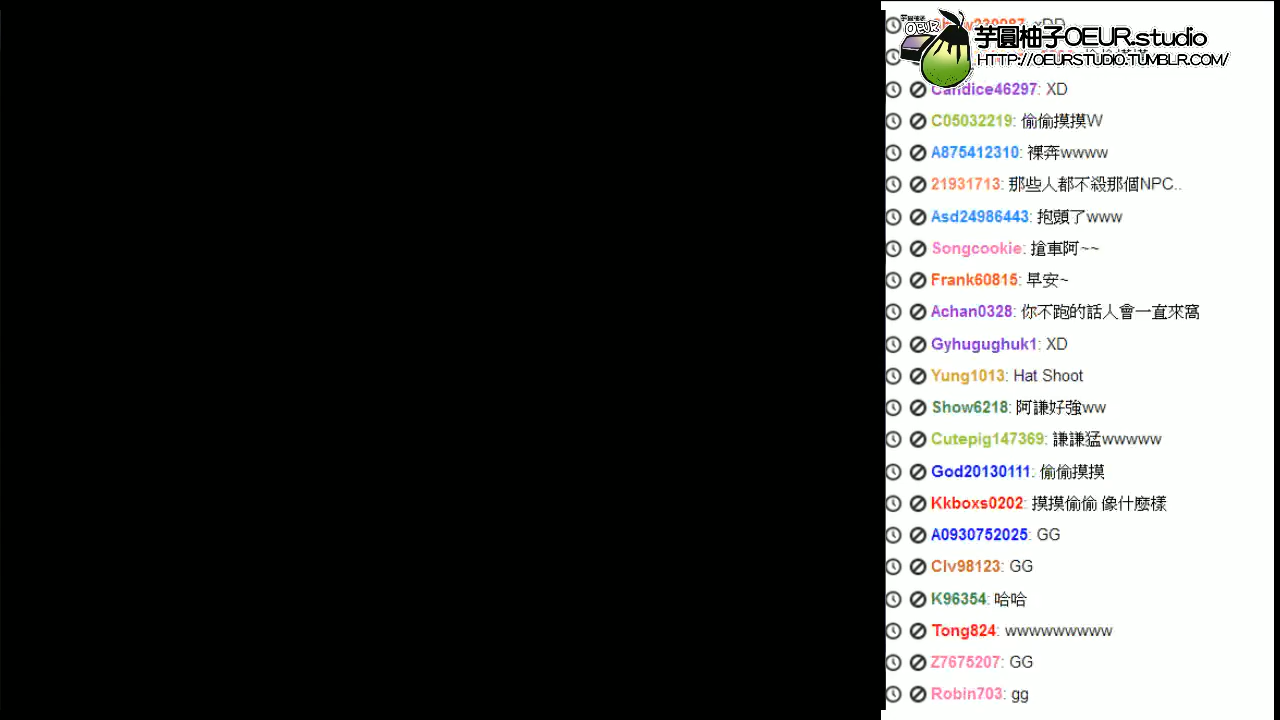 芋圓柚子OEUR.studio
HTTP://OEURSTUDIO.TUMBLR.COM/
Candice46297: XD
C05032219: 偷偷摸摸W
A875412310: 裸奔wwww
21931713: 那些人都不殺那個NPC..
Asd24986443: 抱頭了www
Songcookie: 搶車阿~~
Frank60815: 早安~
Achan0328: 你不跑的話人會一直來窩
Gyhugughuk1: XD
Yung1013: Hat Shoot
Show6218: 阿謙好強ww
Cutepig147369: 謙謙猛wwwww
God20130111: 偷偷摸摸
Kkboxs0202: 摸摸偷偷 像什麼樣
A0930752025: GG
Clv98123: GG
K96354: 哈哈
Tong824: wwwwwwwww
Z7675207: GG
Robin703: gg